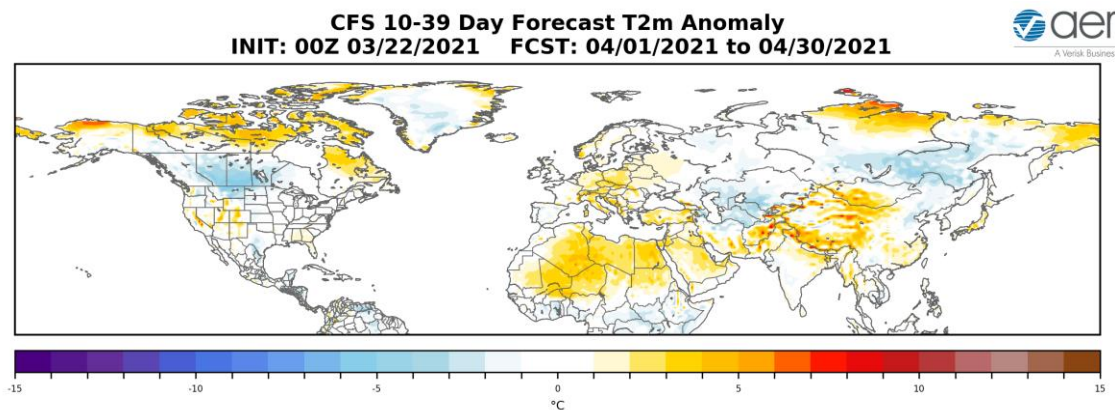 CFS 10-39 Day Forecast T2m Anomaly
INIT: 00Z 03/22/2021 FCST: 04/01/2021 to 04/30/2021
aer
A Verisk Business
-15 -10 -5 0 5 10 15
°C